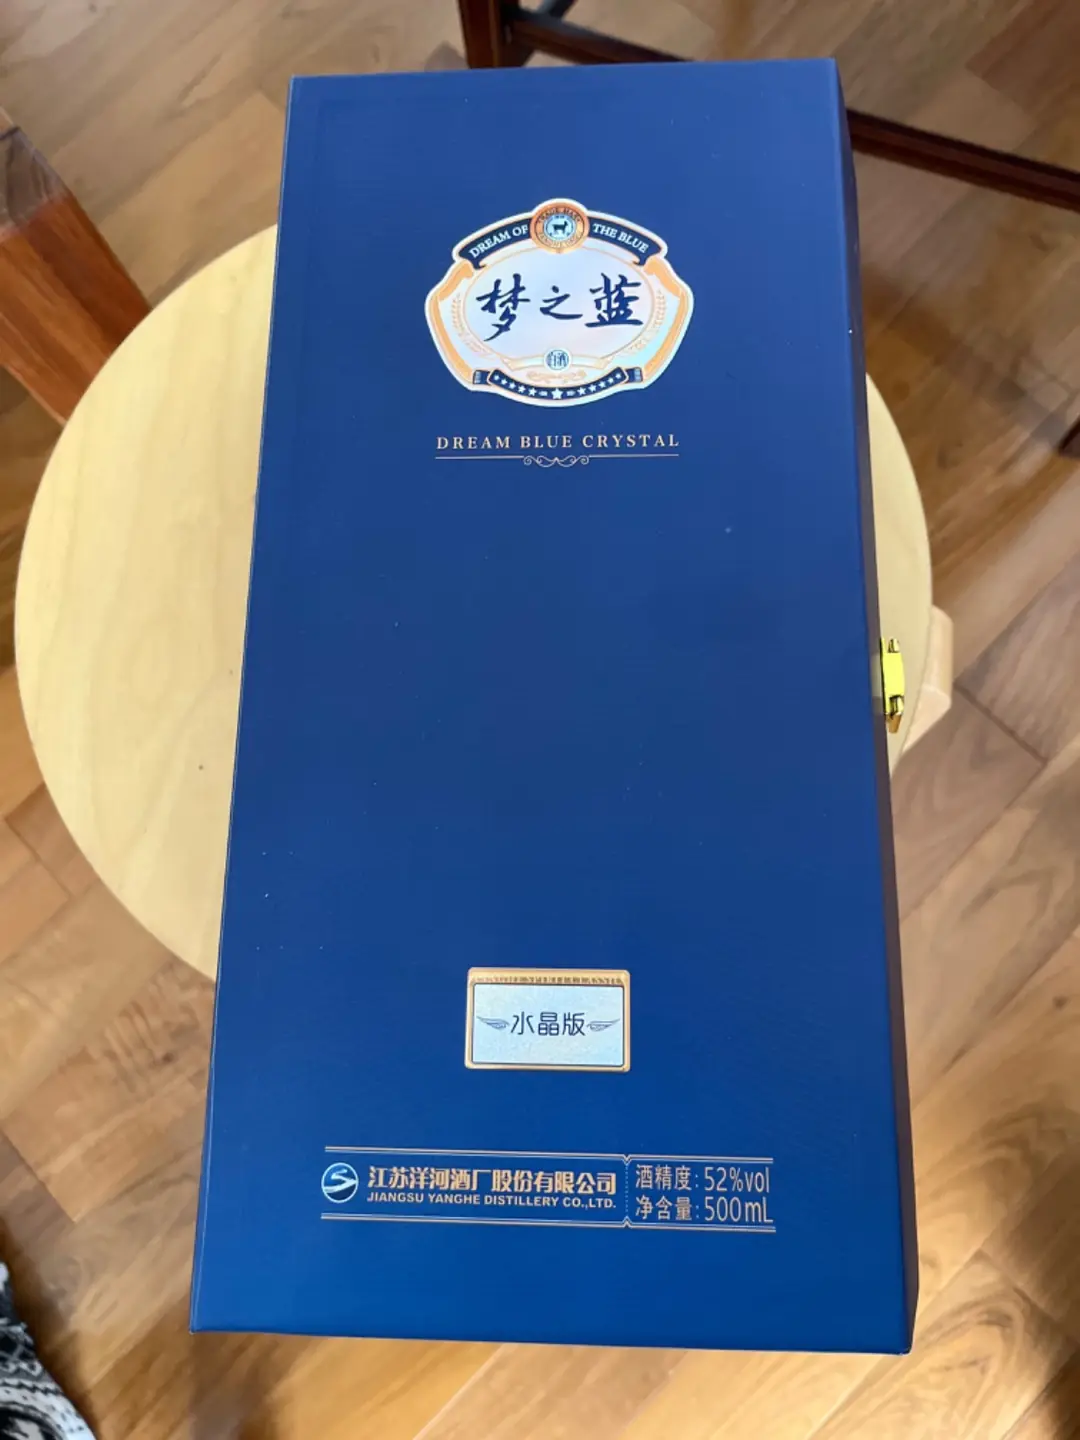 DREAM OF THE BLUE
梦之蓝
白酒
DREAM BLUE CRYSTAL
水晶版
江苏洋河酒厂股份有限公司
JIANGSU YANGHE DISTILLERY CO.,LTD.
酒精度:52%vol
净含量:500mL